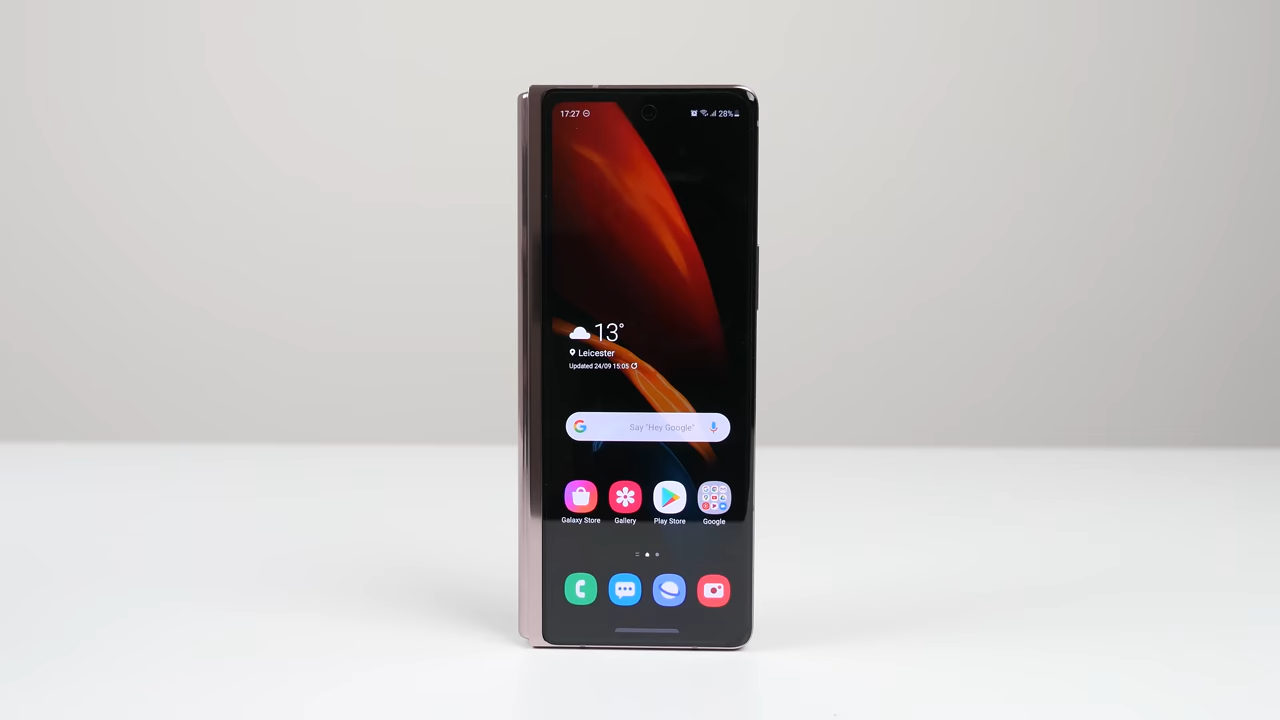 17:27
28%
13°
Leicester
Updated 24/09 15:05
Say "Hey Google"
Galaxy Store
Gallery
Play Store
Google